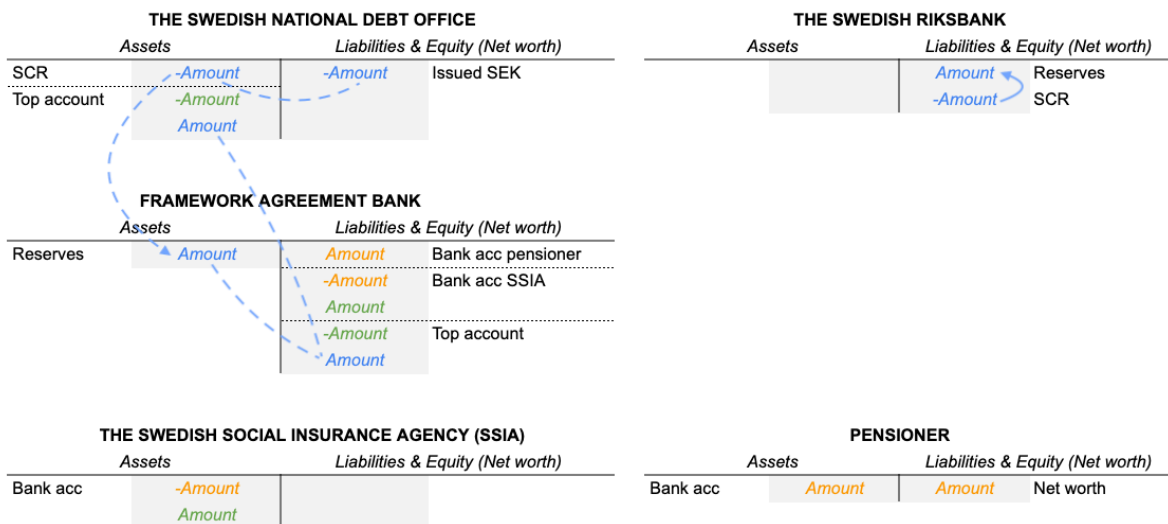 THE SWEDISH NATIONAL DEBT OFFICE
Assets Liabilities & Equity (Net worth)
SCR -Amount -Amount Issued SEK
Top account -Amount
Amount
THE SWEDISH RIKSBANK
Assets Liabilities & Equity (Net worth)
Amount Reserves
-Amount SCR
FRAMEWORK AGREEMENT BANK
Assets Liabilities & Equity (Net worth)
Reserves Amount Amount Bank acc pensioner
-Amount Bank acc SSIA
Amount
-Amount Top account
Amount
THE SWEDISH SOCIAL INSURANCE AGENCY (SSIA)
Assets Liabilities & Equity (Net worth)
Bank acc -Amount
Amount
PENSIONER
Assets Liabilities & Equity (Net worth)
Bank acc Amount Amount Net worth